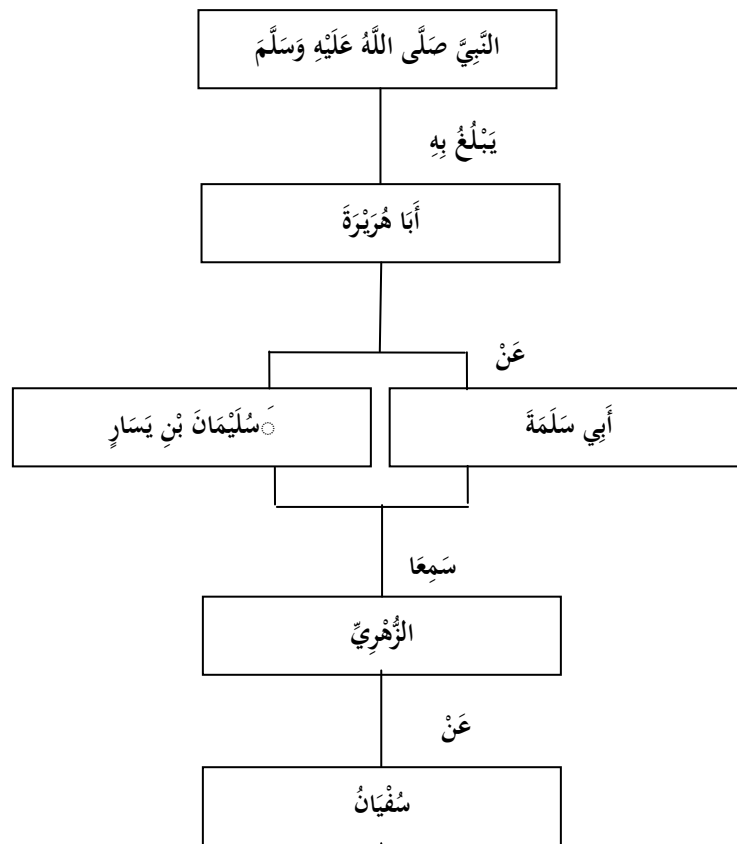 النَّبِيَّ صَلَّى اللَّهُ عَلَيْهِ وَسَلَّمَ
يَبْلُغُ بِهِ
أَبَا هُرَيْرَةَ
عَنْ
أَبِي سَلَمَةَ
َسُلَيْمَانَ بْنِ يَسَارٍ
سَمِعَا
الزُّهْرِيِّ
عَنْ
سُفْيَانُ